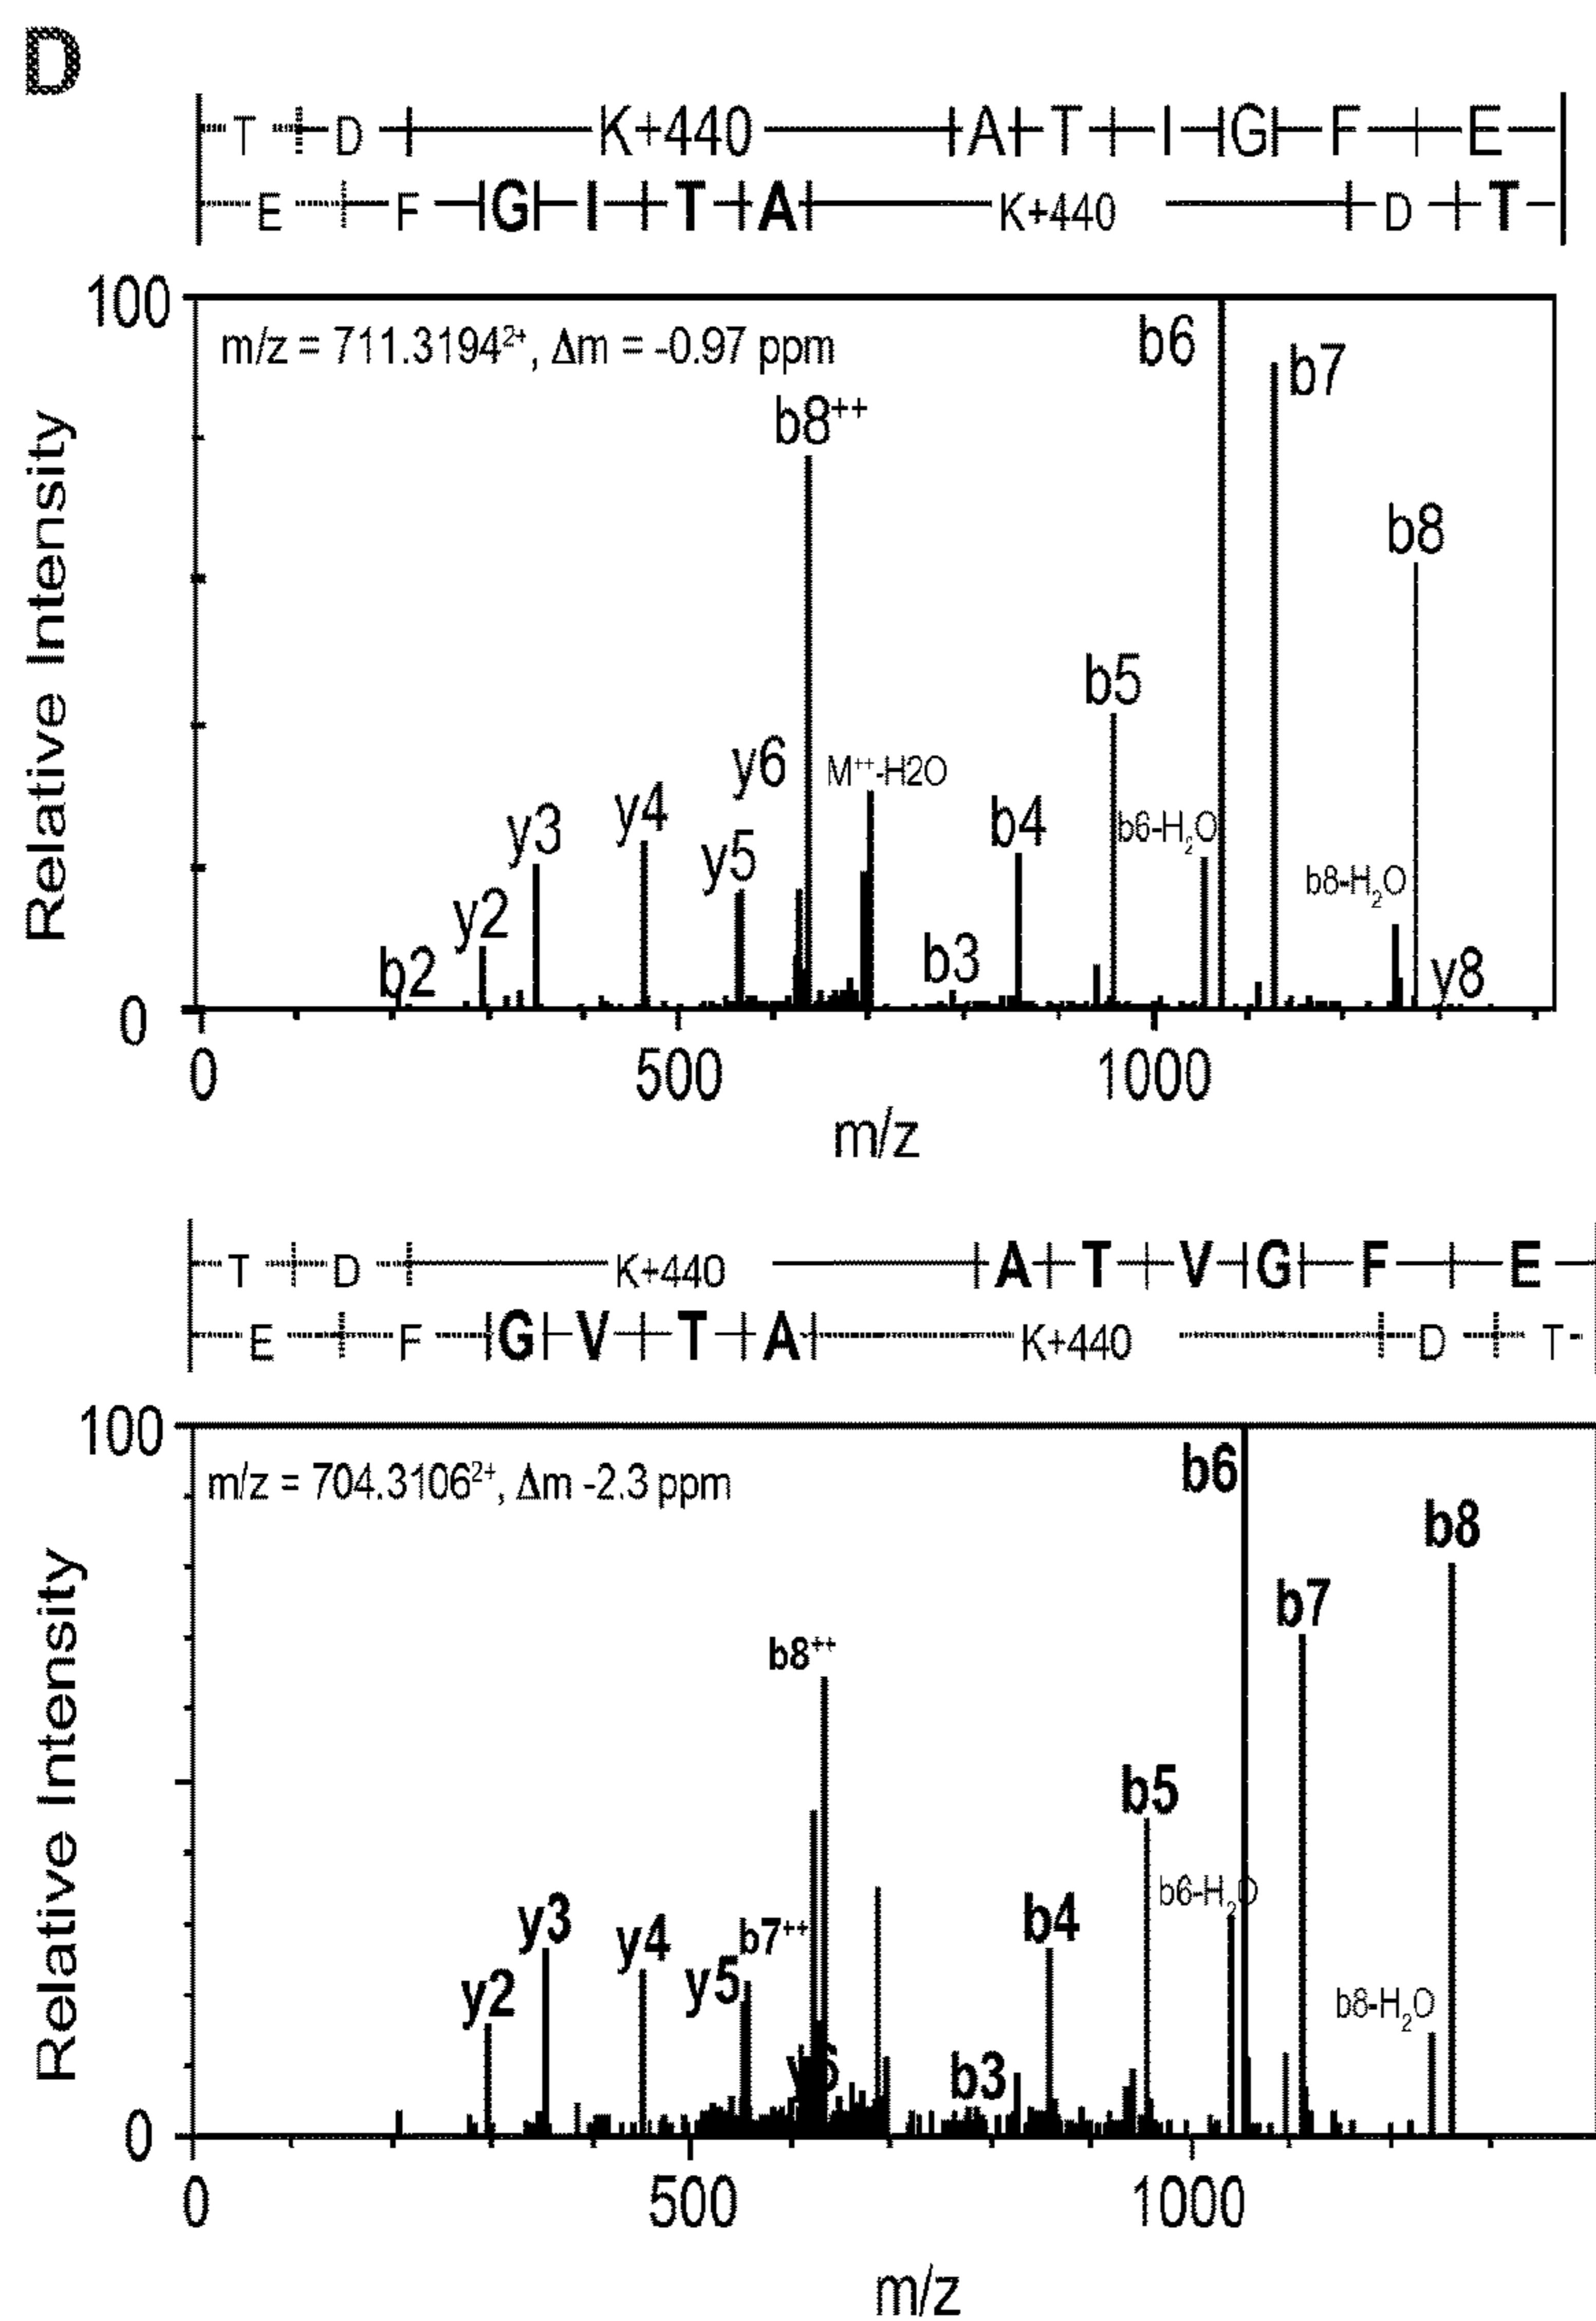 D
T D K+440 A T I G F E
E F G I T A K+440 D T
100
m/z = 711.3194²⁺, Δm = -0.97 ppm
b6
b7
b8⁺⁺
b8
b5
y6
M⁺⁺-H2O
y3
y4
y5
b4
b6-H₂O
b8-H₂O
y2
b2
b3
y8
Relative Intensity
0
0 500 1000
m/z
T D K+440 A T V G F E
E F G V T A K+440 D T
100
m/z = 704.3106²⁺, Δm -2.3 ppm
b6
b8
b7
b8⁺⁺
b5
b6-H₂O
y3
y4
b7⁺⁺
b4
y2
y5
b8-H₂O
y6
b3
Relative Intensity
0
0 500 1000
m/z